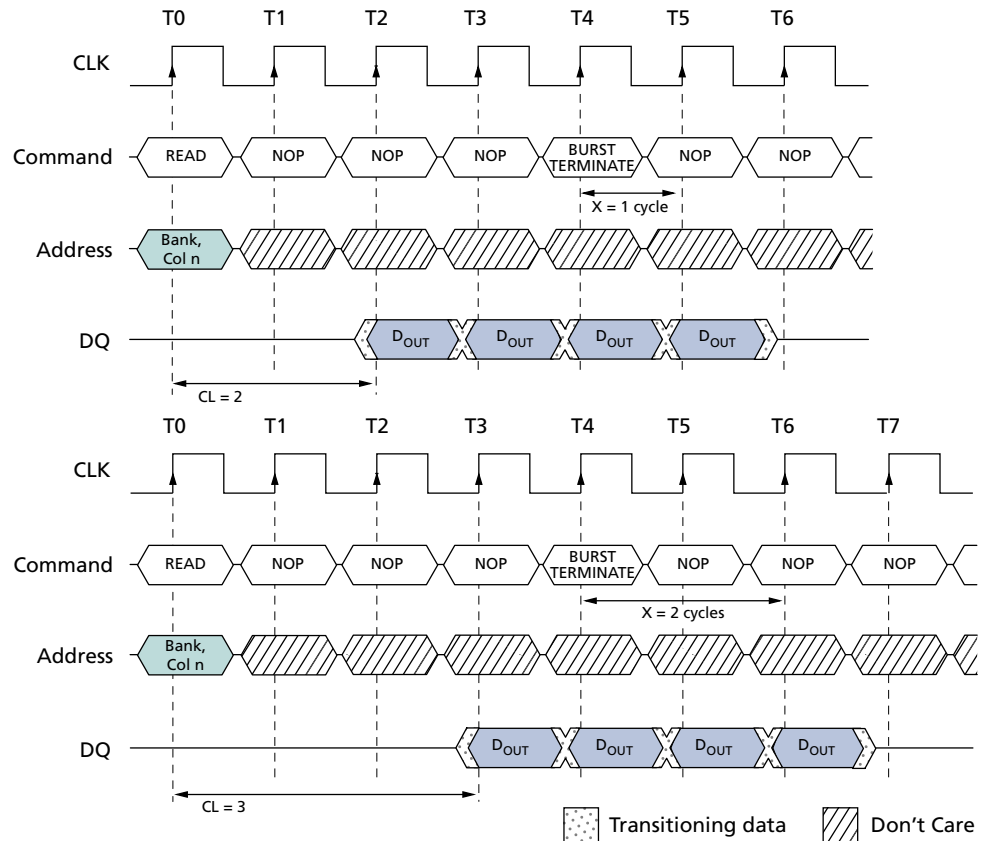 T0 T1 T2 T3 T4 T5 T6
CLK
Command READ NOP NOP NOP BURST TERMINATE NOP NOP
X = 1 cycle
Address Bank, Col n
DQ DOUT DOUT DOUT DOUT
CL = 2
T0 T1 T2 T3 T4 T5 T6 T7
CLK
Command READ NOP NOP NOP BURST TERMINATE NOP NOP NOP
X = 2 cycles
Address Bank, Col n
DQ DOUT DOUT DOUT DOUT
CL = 3
Transitioning data Don't Care